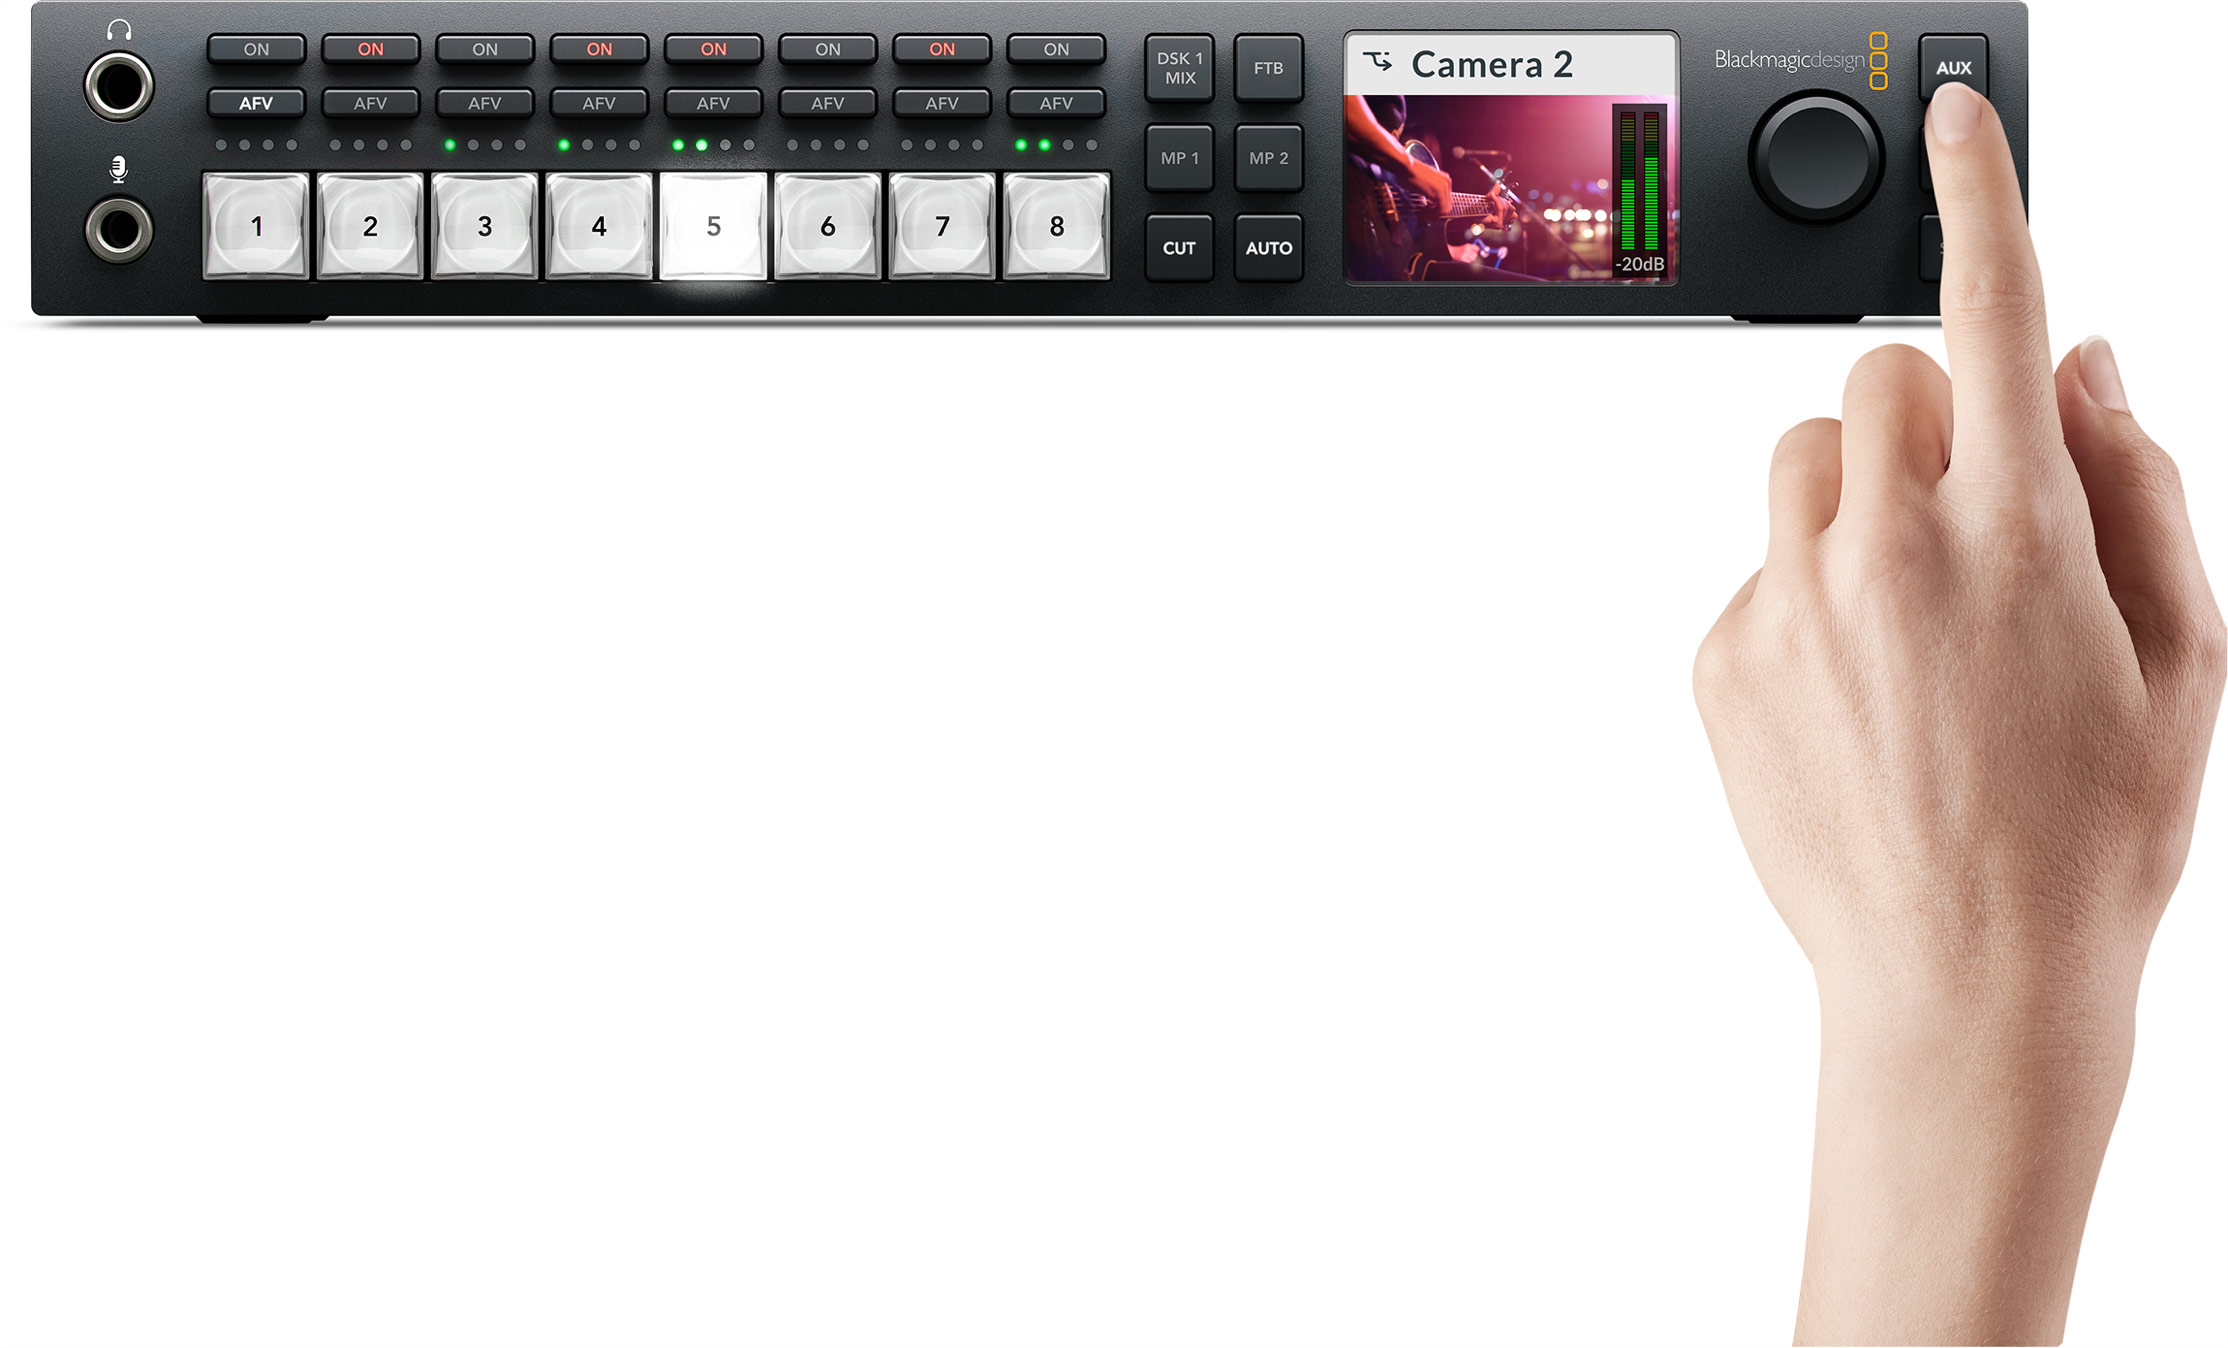 ON ON ON ON ON ON ON ON
AFV AFV AFV AFV AFV AFV AFV AFV
1 2 3 4 5 6 7 8
DSK 1
MIX
FTB
MP 1 MP 2
CUT AUTO
Camera 2
-20dB
Blackmagicdesign
AUX